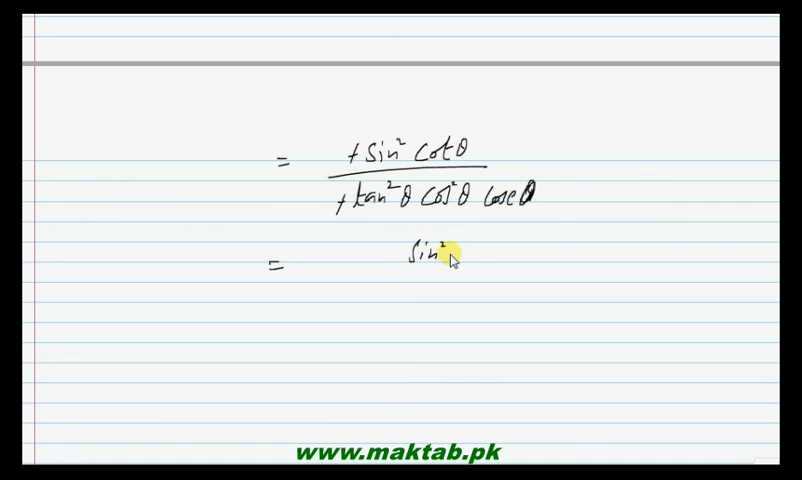 = + sin² cotθ
+ tan²θ cos²θ cosecθ
= sin²
www.maktab.pk